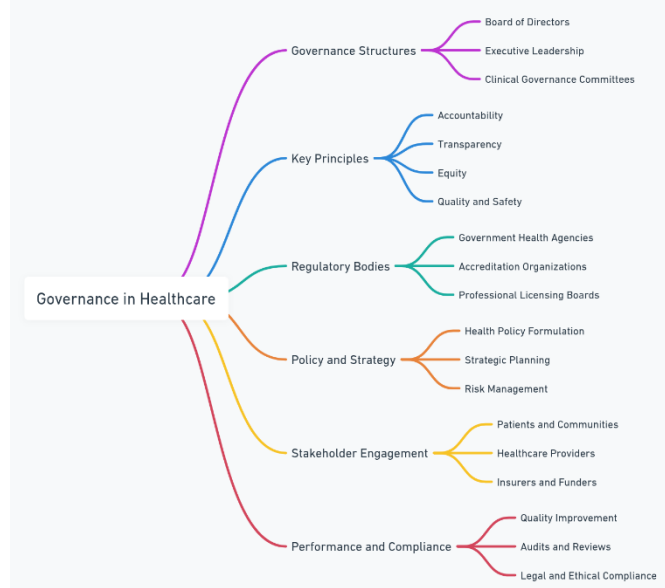 Governance in Healthcare
Governance Structures
Board of Directors
Executive Leadership
Clinical Governance Committees
Key Principles
Accountability
Transparency
Equity
Quality and Safety
Regulatory Bodies
Government Health Agencies
Accreditation Organizations
Professional Licensing Boards
Policy and Strategy
Health Policy Formulation
Strategic Planning
Risk Management
Stakeholder Engagement
Patients and Communities
Healthcare Providers
Insurers and Funders
Performance and Compliance
Quality Improvement
Audits and Reviews
Legal and Ethical Compliance